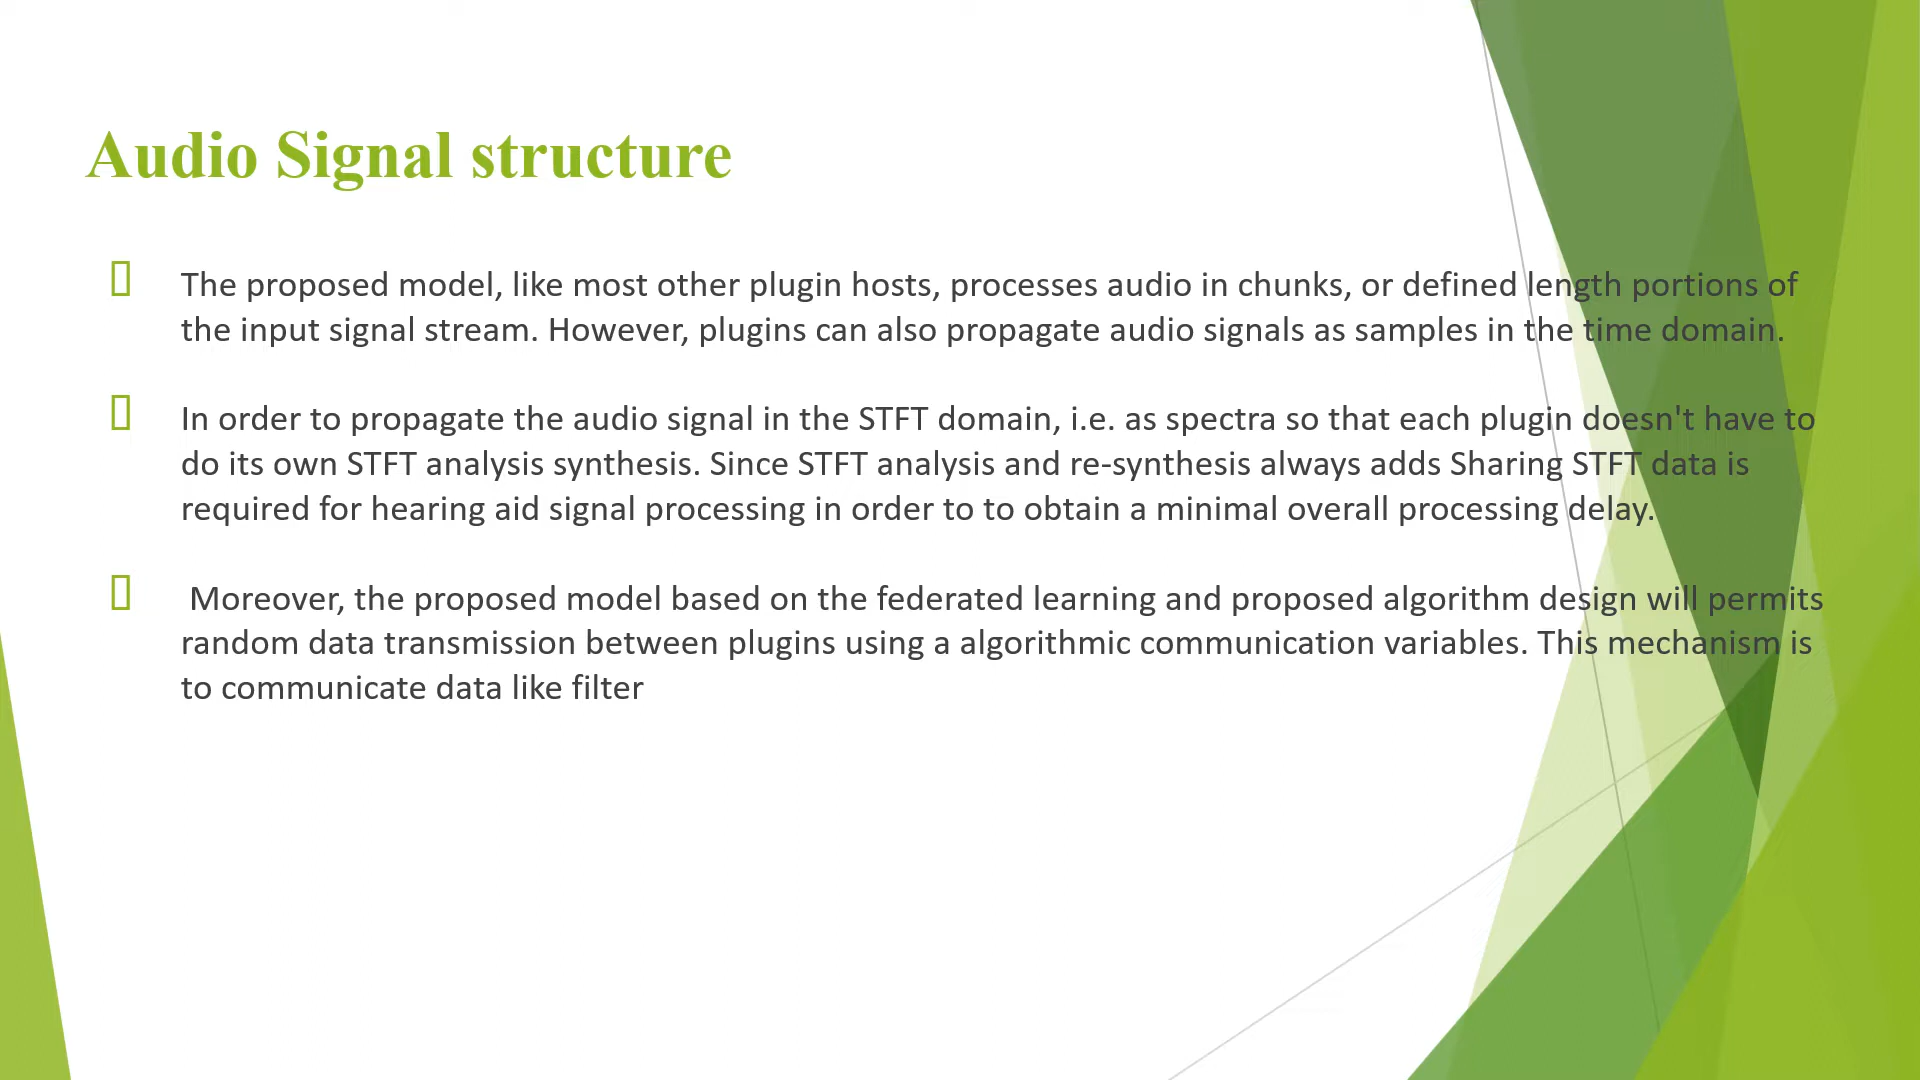 Audio Signal structure
The proposed model, like most other plugin hosts, processes audio in chunks, or defined length portions of
the input signal stream. However, plugins can also propagate audio signals as samples in the time domain.
In order to propagate the audio signal in the STFT domain, i.e. as spectra so that each plugin doesn't have to
do its own STFT analysis synthesis. Since STFT analysis and re-synthesis always adds Sharing STFT data is
required for hearing aid signal processing in order to to obtain a minimal overall processing delay.
Moreover, the proposed model based on the federated learning and proposed algorithm design will permits
random data transmission between plugins using a algorithmic communication variables. This mechanism is
to communicate data like filter